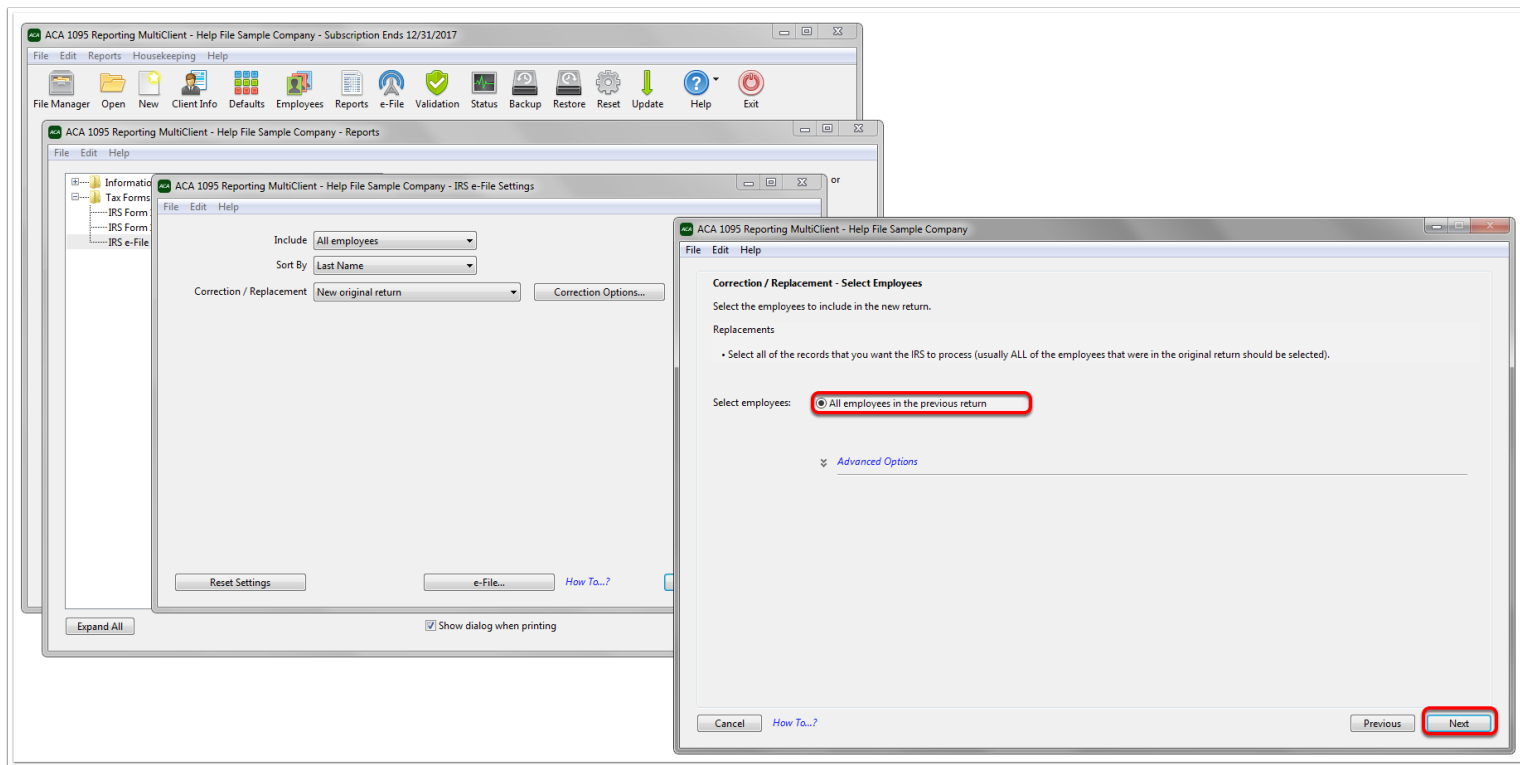 ACA 1095 Reporting MultiClient - Help File Sample Company - Subscription Ends 12/31/2017
File Edit Reports Housekeeping Help
File Manager Open New Client Info Defaults Employees Reports e-File Validation Status Backup Restore Reset Update Help Exit
ACA 1095 Reporting MultiClient - Help File Sample Company - Reports
File Edit Help
Tax Forms
IRS Form
IRS Form
IRS e-File
or
ACA 1095 Reporting MultiClient - Help File Sample Company - IRS e-File Settings
File Edit Help
Include All employees
Sort By Last Name
Correction / Replacement New original return Correction Options...
Reset Settings e-File... How To...?
Expand All Show dialog when printing
ACA 1095 Reporting MultiClient - Help File Sample Company
File Edit Help
Correction / Replacement - Select Employees
Select the employees to include in the new return.
Replacements
• Select all of the records that you want the IRS to process (usually ALL of the employees that were in the original return should be selected).
Select employees: All employees in the previous return
Advanced Options
Cancel How To...? Previous Next